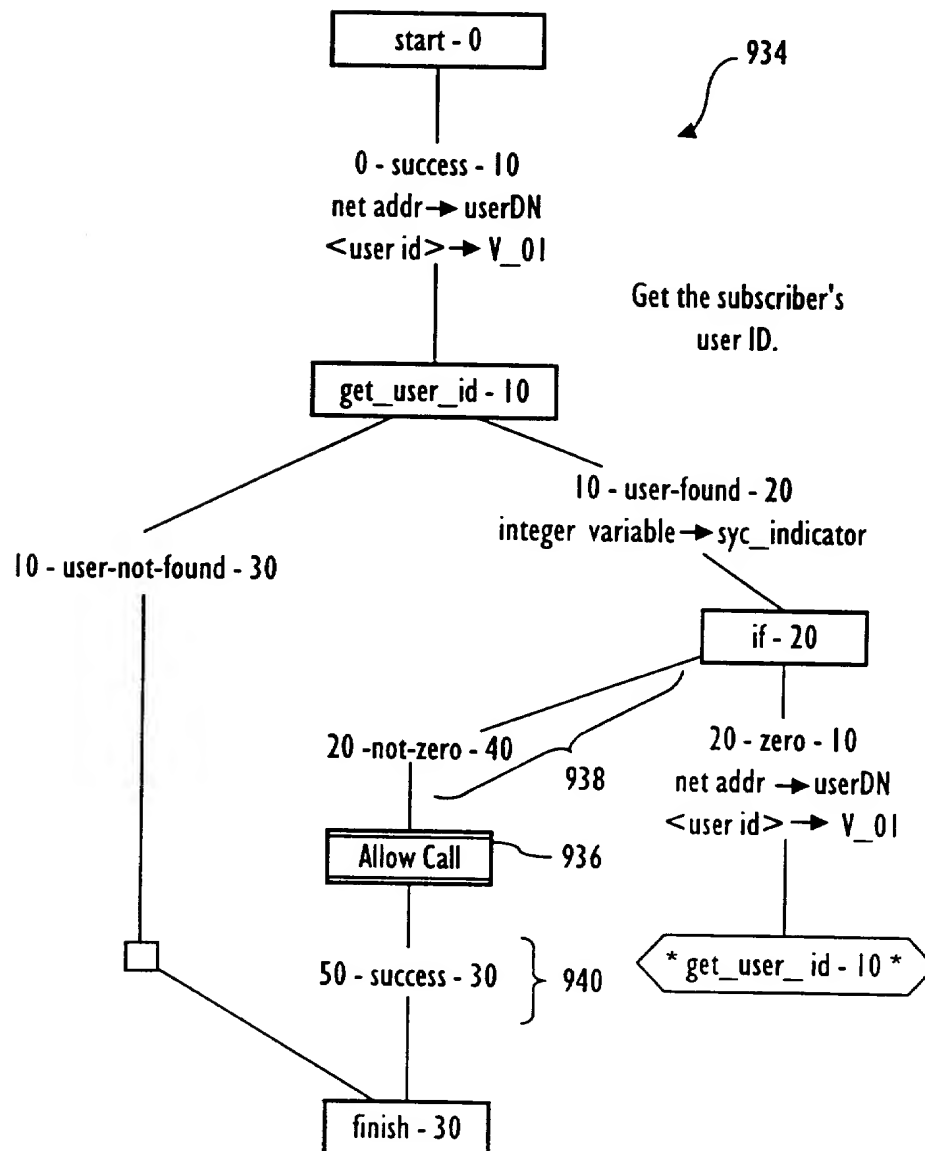 start - 0
934
0 - success - 10
net addr→userDN
<user id>→ V_01
Get the subscriber's
user ID.
get_user_id - 10
10 - user-found - 20
integer variable→syc_indicator
10 - user-not-found - 30
if - 20
20 -not-zero - 40
938
20 - zero - 10
net addr →userDN
<user id> → V_01
Allow Call
936
* get_user_ id - 10 *
50 - success - 30
940
finish - 30